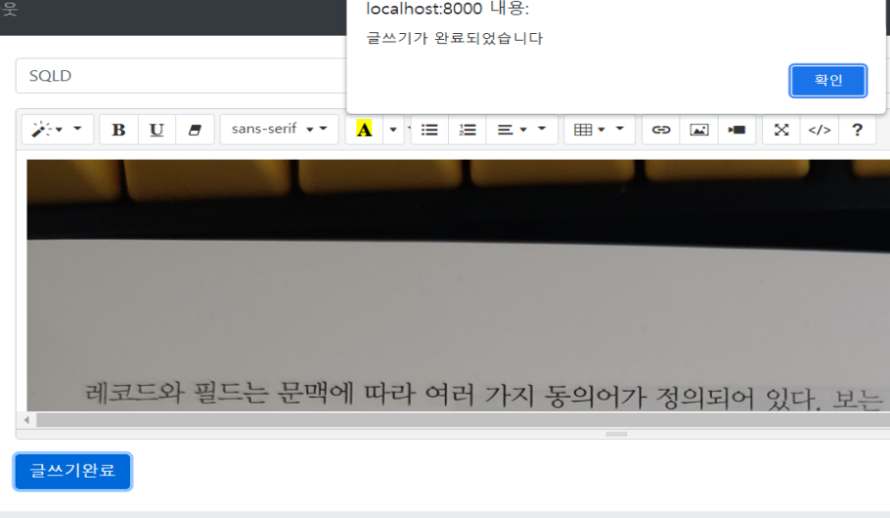 웃
localhost:8000 내용:
글쓰기가 완료되었습니다
확인
SQLD
B U sans-serif A </> ?
레코드와 필드는 문맥에 따라 여러 가지 동의어가 정의되어 있다. 보는
글쓰기완료